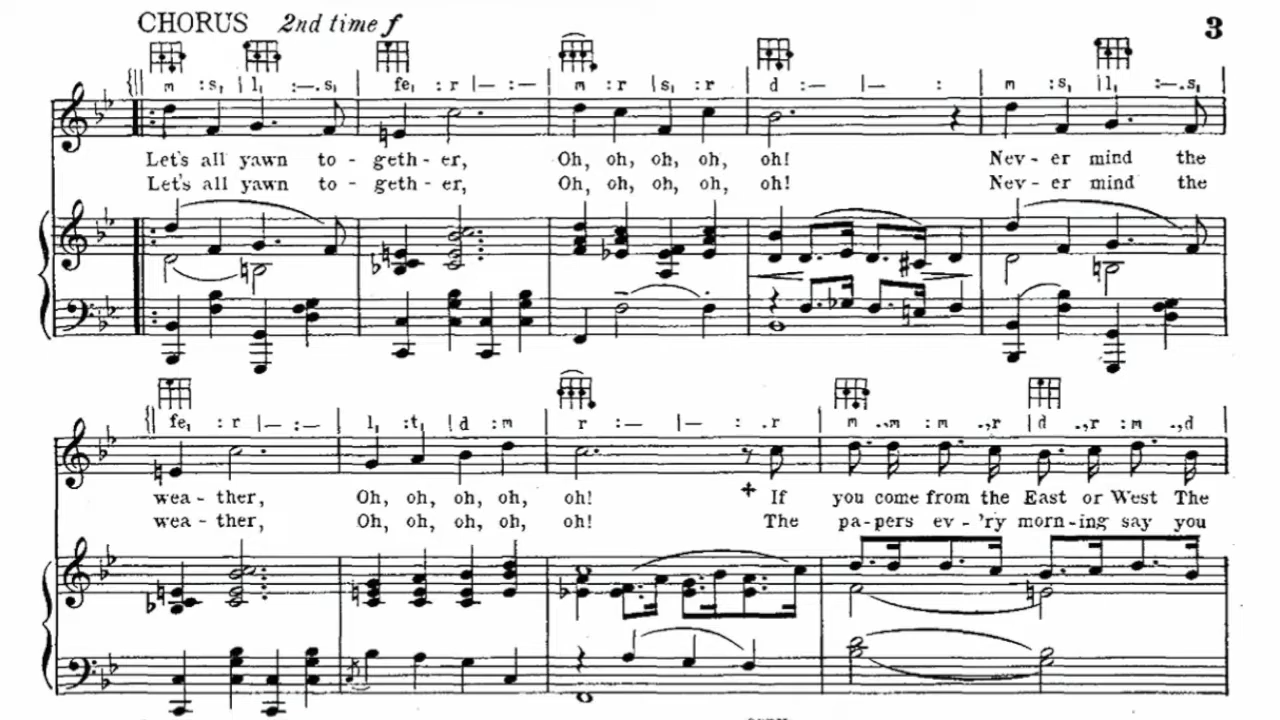 CHORUS 2nd time f 3
m :s, | l, :–.s, fe, :r |– :– m :r |s, :r d :– |– : m :s, | l, :–.s,
Let's all yawn to - geth - er, Oh, oh, oh, oh, oh! Nev - er mind the
Let's all yawn to - geth - er, Oh, oh, oh, oh, oh! Nev - er mind the
fe, :r |– :– l, :t, |d :m r :– |– :.r m.,m :m.,r |d.,r :m.,d
wea - ther, Oh, oh, oh, oh, oh! If you come from the East or West The
wea - ther, Oh, oh, oh, oh, oh! The pa-pers ev-'ry morn-ing say you